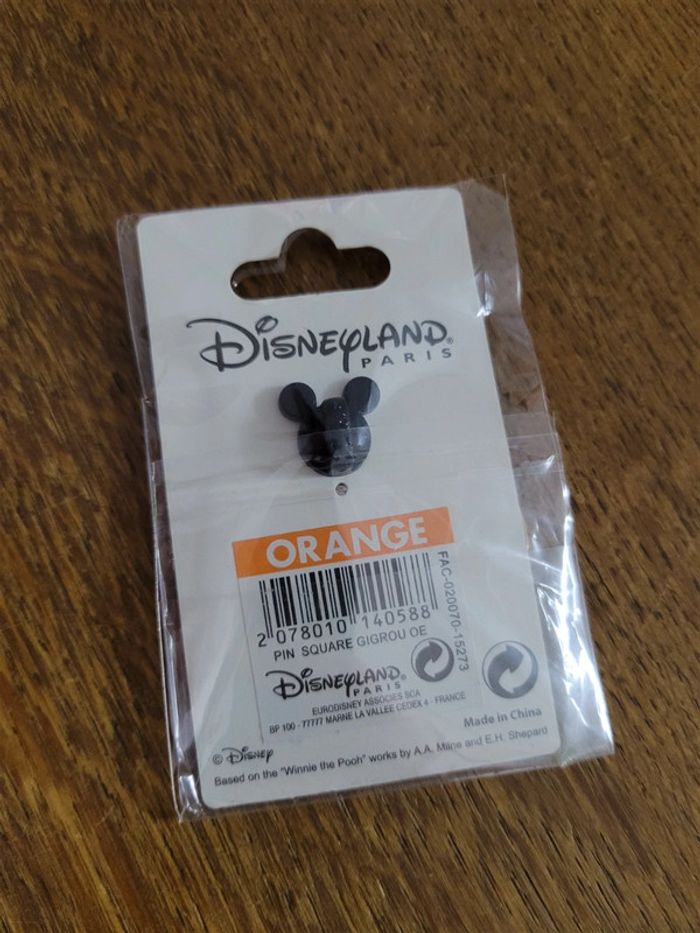 DISNEYLAND®
PARIS
ORANGE
2 078010 140588
PIN SQUARE GIGROU OE
FAC-020070-15273
DISNEYLAND®
PARIS
EURODISNEY ASSOCIES SCA
BP 100 - 77777 MARNE LA VALLEE CEDEX 4 - FRANCE
Made in China
© Disney
Based on the "Winnie the Pooh" works by A.A. Milne and E.H. Shepard